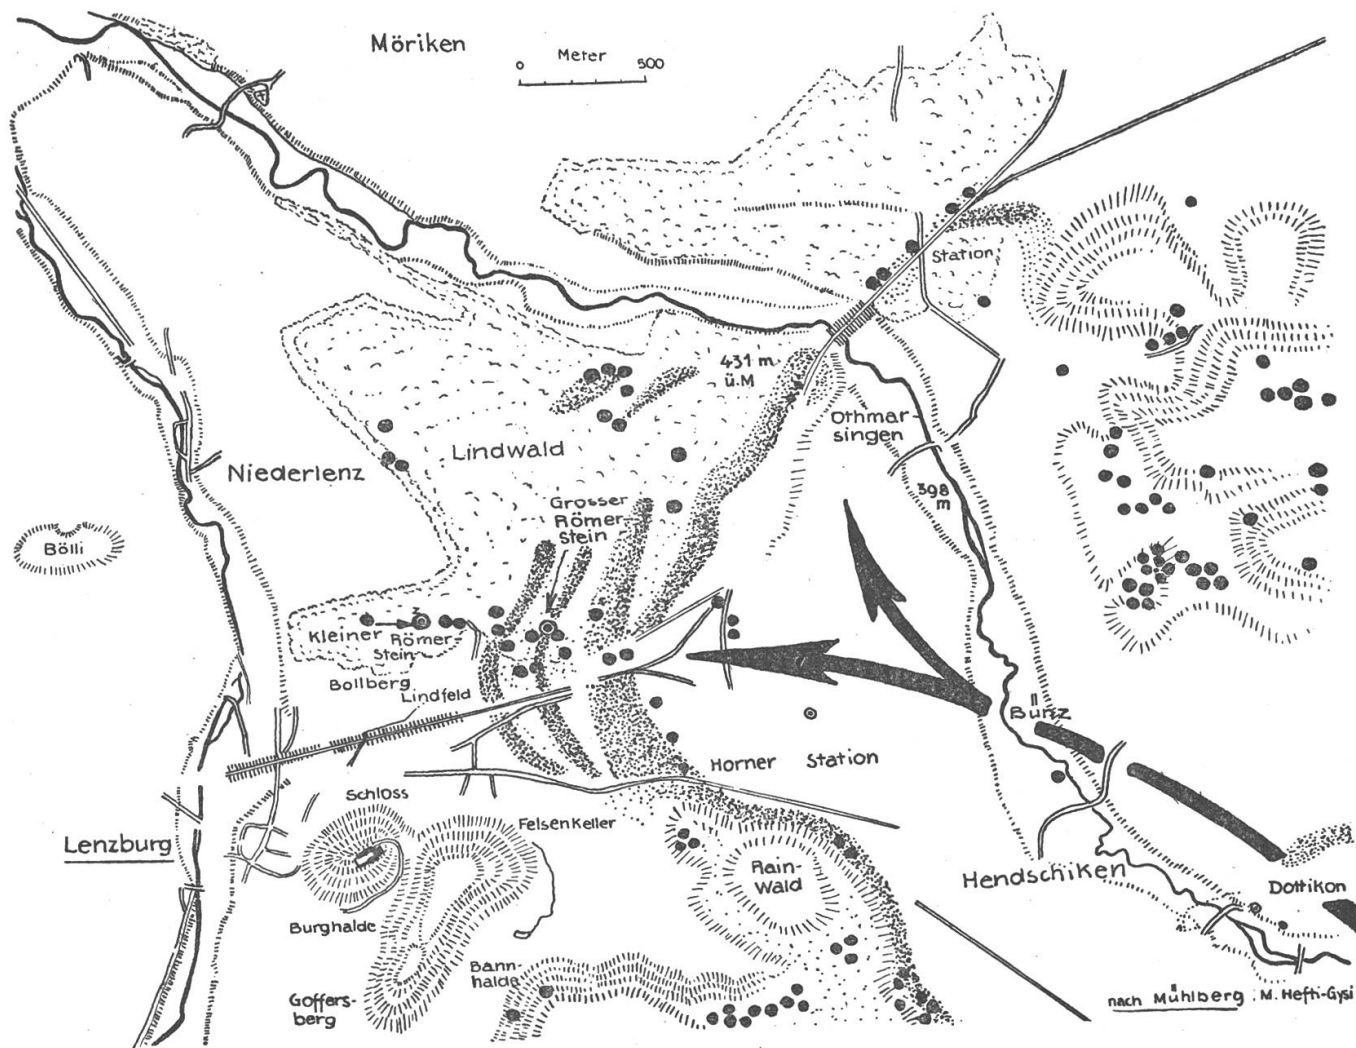 Möriken
Meter
0 500
Station
431 m
ü.M
Othmar-
singen
Lindwald
Niederlenz
398
m
Grosser
Römer-
Stein
Bölli
Kleiner Römer-
Stein
Bollberg
Lindfeld
Bünz
Horner Station
Schloss
Felsenkeller
Lenzburg
Rain-
Wald
Hendschiken
Dottikon
Burghalde
Bann-
halde
Goffers-
berg
nach Mühlberg . M. Hefti-Gysi